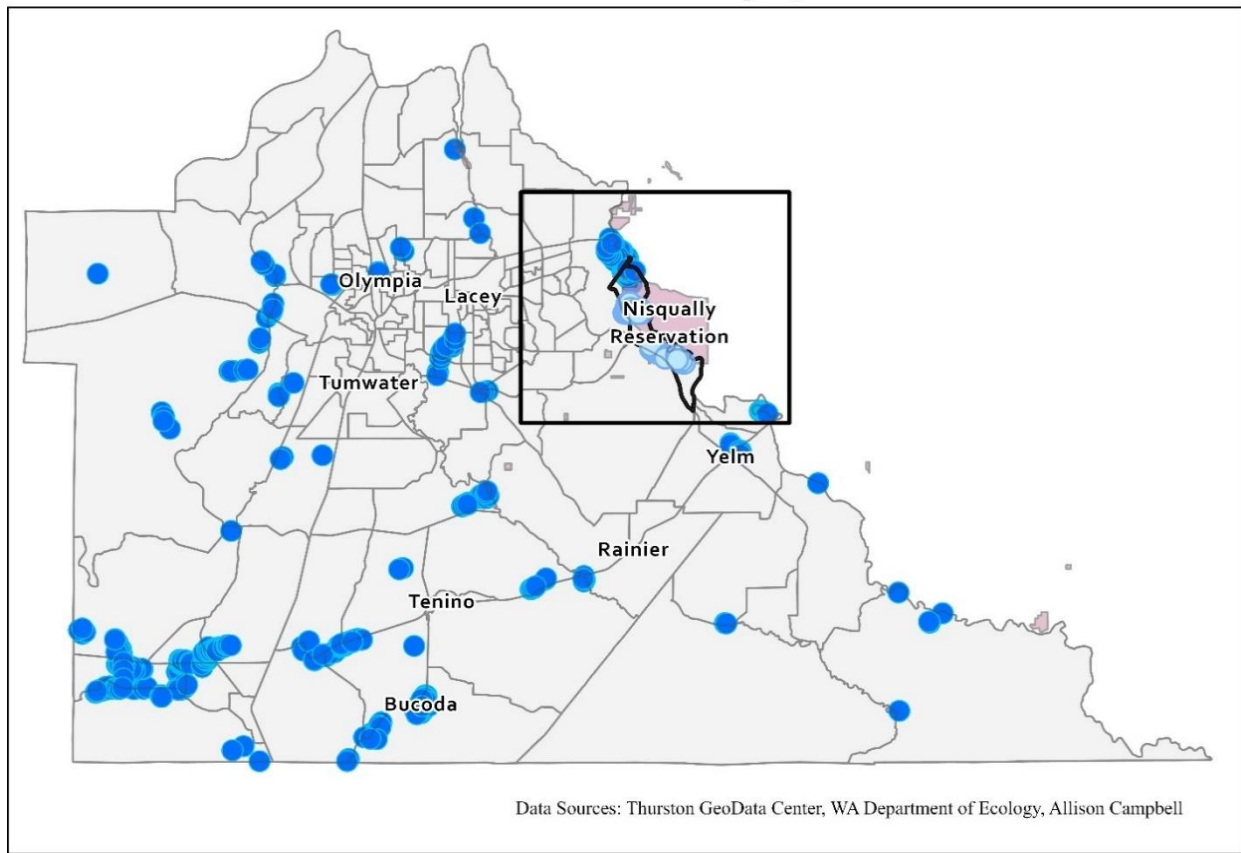 Olympia
Lacey
Nisqually
Reservation
Tumwater
Yelm
Rainier
Tenino
Bucoda
Data Sources: Thurston GeoData Center, WA Department of Ecology, Allison Campbell